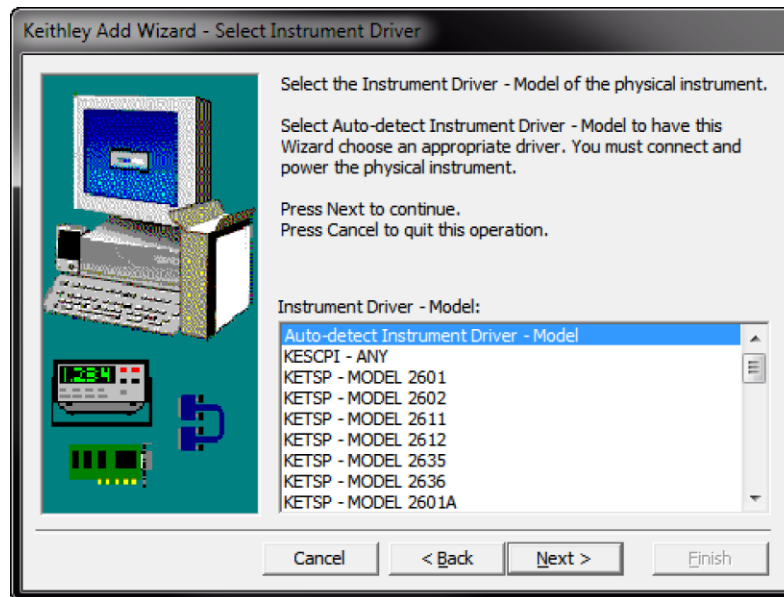 Keithley Add Wizard - Select Instrument Driver
Select the Instrument Driver - Model of the physical instrument.
Select Auto-detect Instrument Driver - Model to have this
Wizard choose an appropriate driver. You must connect and
power the physical instrument.
Press Next to continue.
Press Cancel to quit this operation.
Instrument Driver - Model:
Auto-detect Instrument Driver - Model
KESCPI - ANY
KETSP - MODEL 2601
KETSP - MODEL 2602
KETSP - MODEL 2611
KETSP - MODEL 2612
KETSP - MODEL 2635
KETSP - MODEL 2636
KETSP - MODEL 2601A
1.234
Cancel
< Back
Next >
Finish